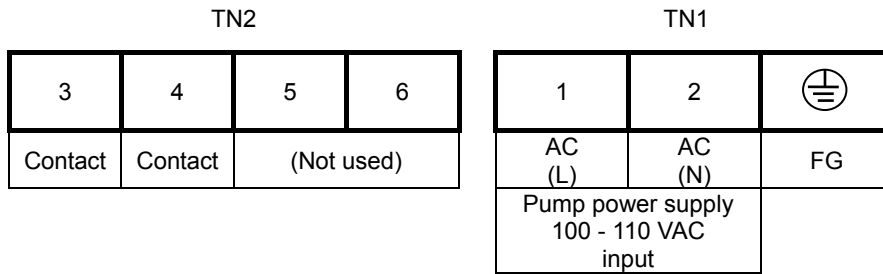 TN2
TN1
3 4 5 6
1 2
Contact Contact (Not used)
AC
(L)
AC
(N)
FG
Pump power supply
100 - 110 VAC
input